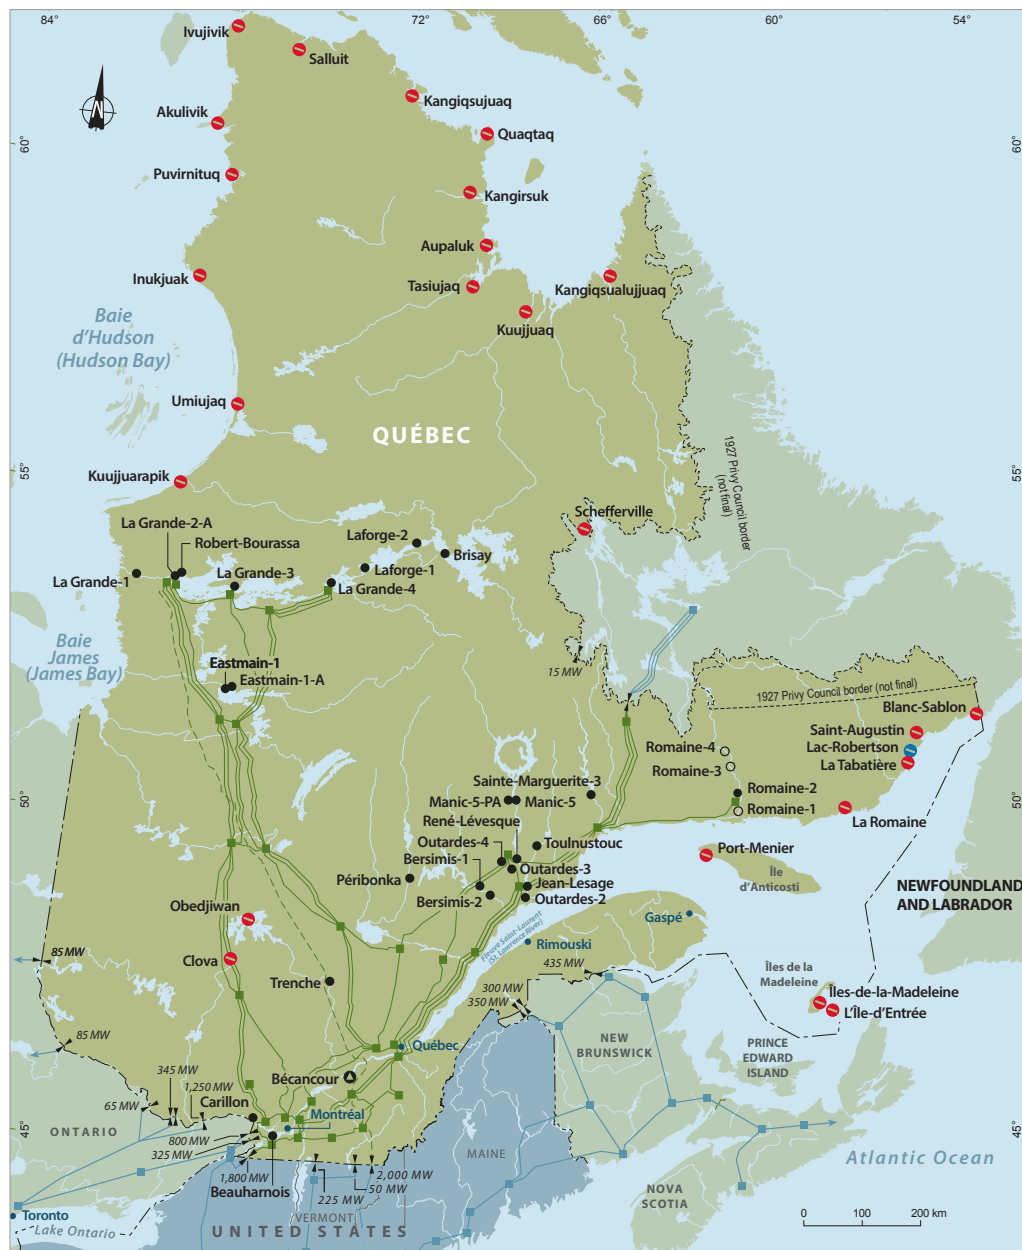 84°
72°
66°
60°
54°
Ivujivik
Salluit
Kangiqsujuaq
Akulivik
N
Quaqtaq
60°
60°
Puvirnituq
Kangirsuk
Aupaluk
Inukjuak
Tasiujaq
Kangiqsualujjuaq
Baie
d'Hudson
(Hudson Bay)
Kuujjuaq
Umiujaq
QUÉBEC
1927 Privy Council border
(not final)
55°
55°
Kuujjuarapik
Schefferville
La Grande-2-A
Robert-Bourassa
Laforge-2
Brisay
La Grande-1
La Grande-3
Laforge-1
La Grande-4
Baie
James
(James Bay)
Eastmain-1
Eastmain-1-A
15 MW
1927 Privy Council border (not final)
Blanc-Sablon
Saint-Augustin
Lac-Robertson
La Tabatière
Romaine-4
Romaine-3
Sainte-Marguerite-3
Romaine-2
50°
50°
Manic-5-PA
Manic-5
Romaine-1
La Romaine
René-Lévesque
Outardes-4
Toulnustouc
Bersimis-1
Port-Menier
Outardes-3
Péribonka
Jean-Lesage
Île
d'Anticosti
Bersimis-2
Outardes-2
NEWFOUNDLAND
AND LABRADOR
Obedjiwan
Gaspé
Fleuve Saint-Laurent
(St. Lawrence River)
Rimouski
85 MW
Clova
435 MW
Îles de la
Madeleine
Trenche
300 MW
350 MW
Îles-de-la-Madeleine
L'Île-d'Entrée
85 MW
Québec
NEW
BRUNSWICK
PRINCE
EDWARD
ISLAND
345 MW
Bécancour
1,250 MW
65 MW
Carillon
Montréal
ONTARIO
45°
45°
800 MW
325 MW
MAINE
Atlantic Ocean
1,800 MW
2,000 MW
Beauharnois
50 MW
225 MW
NOVA
SCOTIA
Toronto
VERMONT
0
100
200 km
Lake Ontario
UNITED STATES